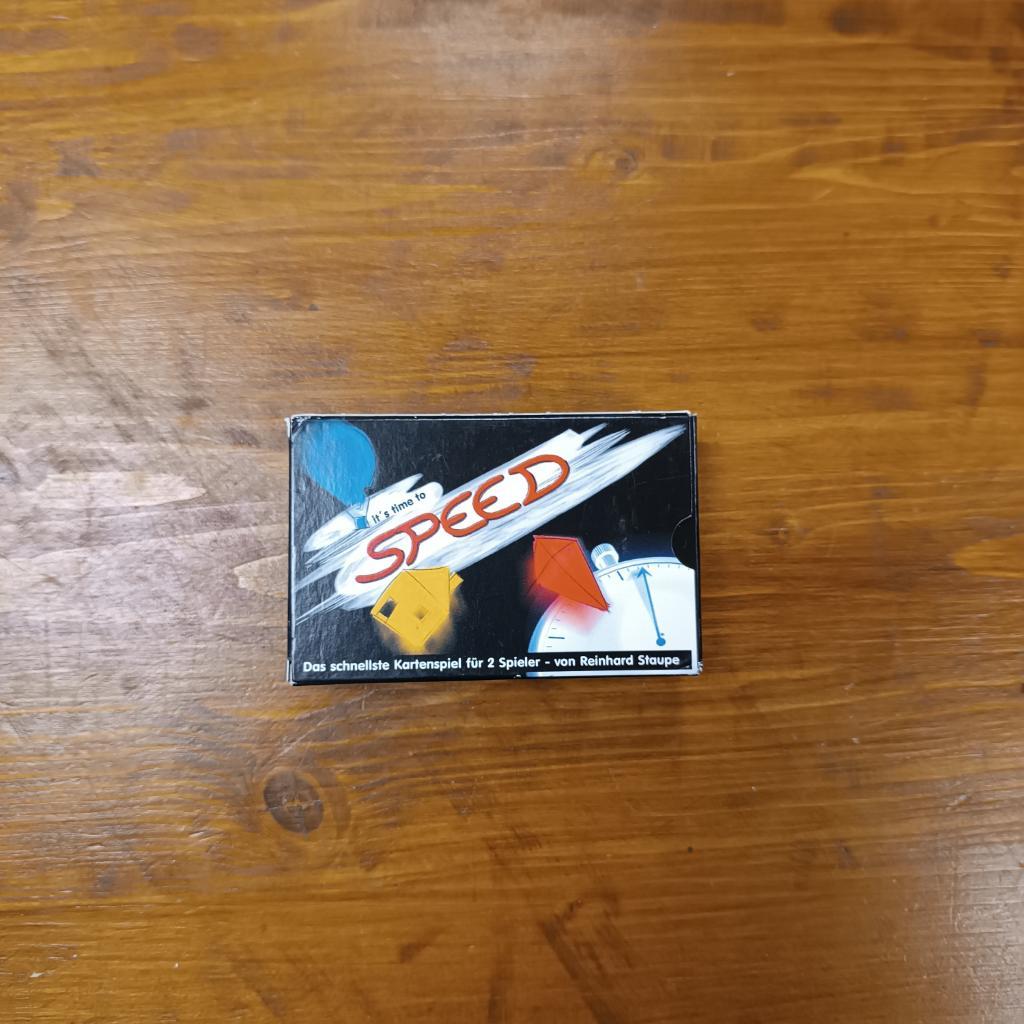 it's time to
SPEED
Das schnellste Kartenspiel für 2 Spieler - von Reinhard Staupe